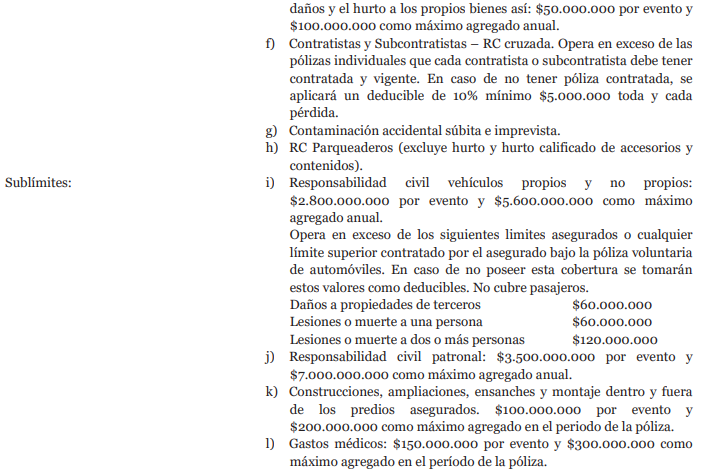 daños y el hurto a los propios bienes así: $50.000.000 por evento y
$100.000.000 como máximo agregado anual.
f) Contratistas y Subcontratistas – RC cruzada. Opera en exceso de las
pólizas individuales que cada contratista o subcontratista debe tener
contratada y vigente. En caso de no tener póliza contratada, se
aplicará un deducible de 10% mínimo $5.000.000 toda y cada
pérdida.
g) Contaminación accidental súbita e imprevista.
h) RC Parqueaderos (excluye hurto y hurto calificado de accesorios y
contenidos).
Sublímites:
i) Responsabilidad civil vehículos propios y no propios:
$2.800.000.000 por evento y $5.600.000.000 como máximo
agregado anual.
Opera en exceso de los siguientes limites asegurados o cualquier
límite superior contratado por el asegurado bajo la póliza voluntaria
de automóviles. En caso de no poseer esta cobertura se tomarán
estos valores como deducibles. No cubre pasajeros.
Daños a propiedades de terceros $60.000.000
Lesiones o muerte a una persona $60.000.000
Lesiones o muerte a dos o más personas $120.000.000
j) Responsabilidad civil patronal: $3.500.000.000 por evento y
$7.000.000.000 como máximo agregado anual.
k) Construcciones, ampliaciones, ensanches y montaje dentro y fuera
de los predios asegurados. $100.000.000 por evento y
$200.000.000 como máximo agregado en el periodo de la póliza.
l) Gastos médicos: $150.000.000 por evento y $300.000.000 como
máximo agregado en el período de la póliza.